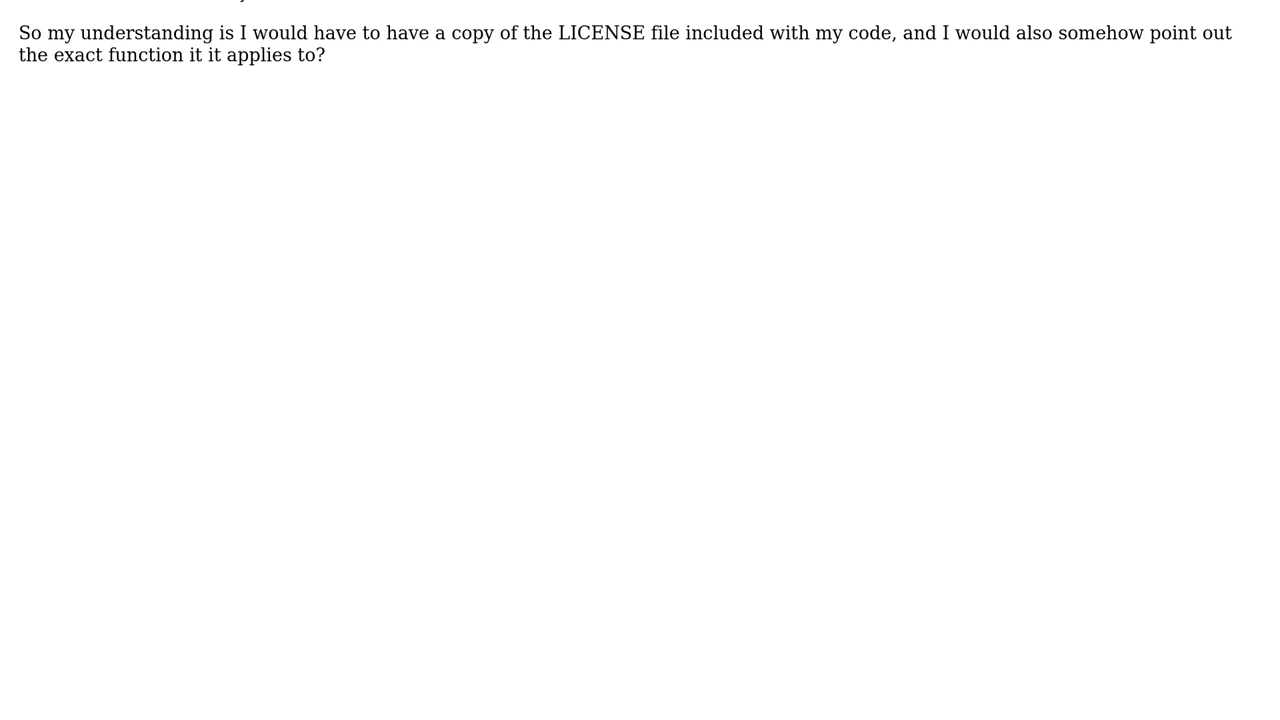 So my understanding is I would have to have a copy of the LICENSE file included with my code, and I would also somehow point out
the exact function it it applies to?